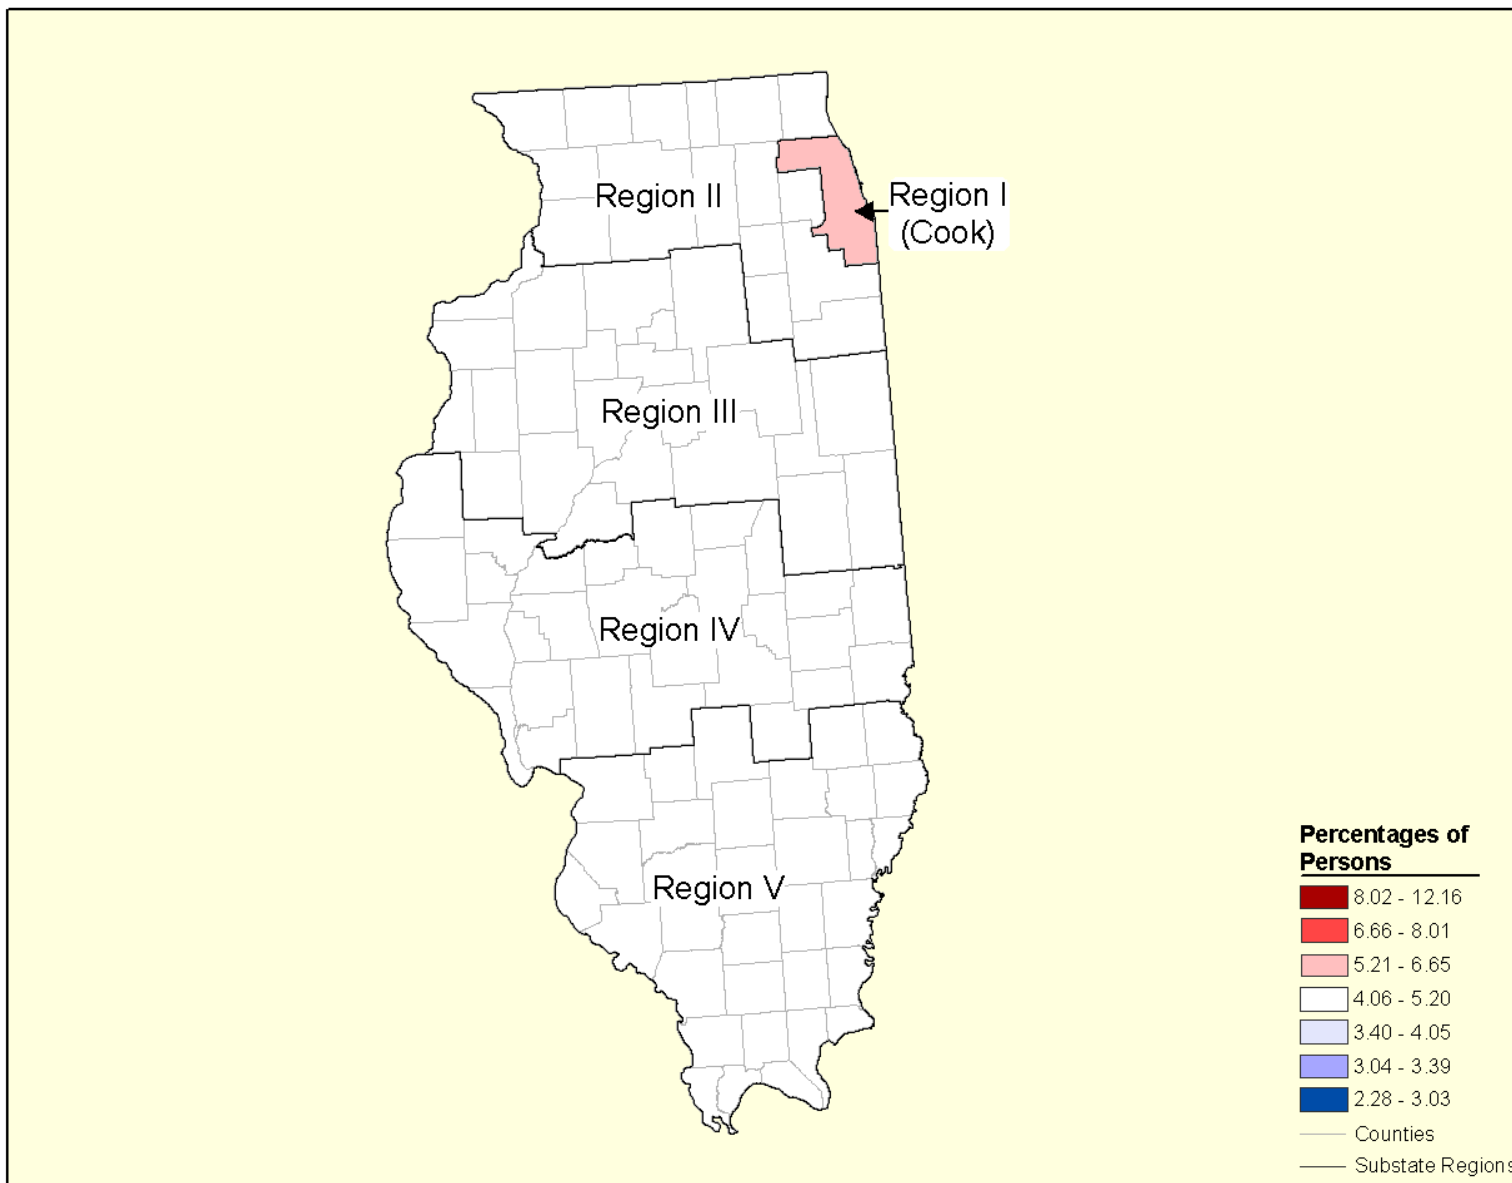 Region II
Region I
(Cook)
Region III
Region IV
Region V
Percentages of
Persons
8.02 - 12.16
6.66 - 8.01
5.21 - 6.65
4.06 - 5.20
3.40 - 4.05
3.04 - 3.39
2.28 - 3.03
Counties
Substate Regions